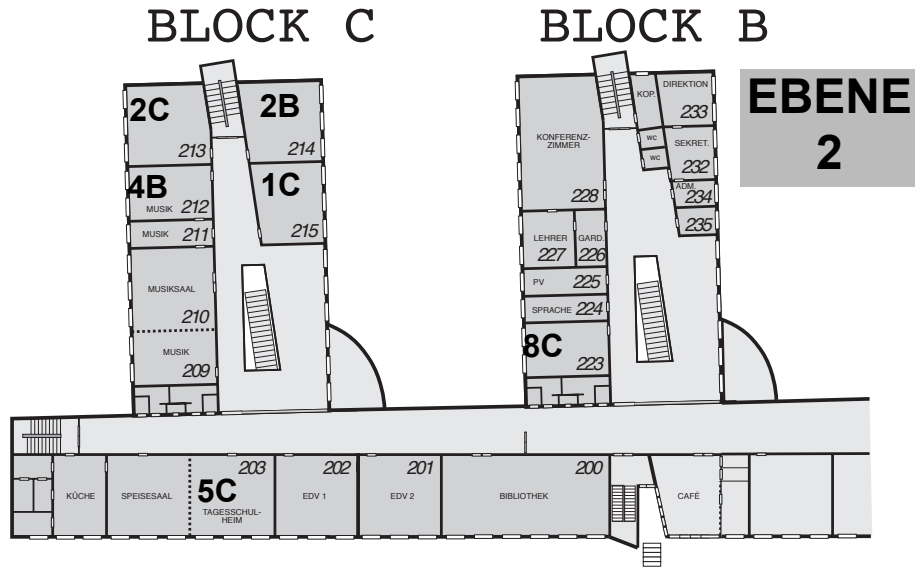 BLOCK C
BLOCK B
EBENE
2
2C
213
2B
214
4B
MUSIK 212
1C
215
MUSIK 211
MUSIKSAAL
210
MUSIK
209
KONFERENZ-
ZIMMER
228
KOP.
DIREKTION
233
WC
WC
SEKRET.
232
ADM.
234
235
LEHRER
227
GARD.
226
PV 225
SPRACHE 224
8C
223
KÜCHE
SPEISESAAL
203
5C
TAGESSCHUL-
HEIM
202
EDV 1
201
EDV 2
200
BIBLIOTHEK
CAFÉ